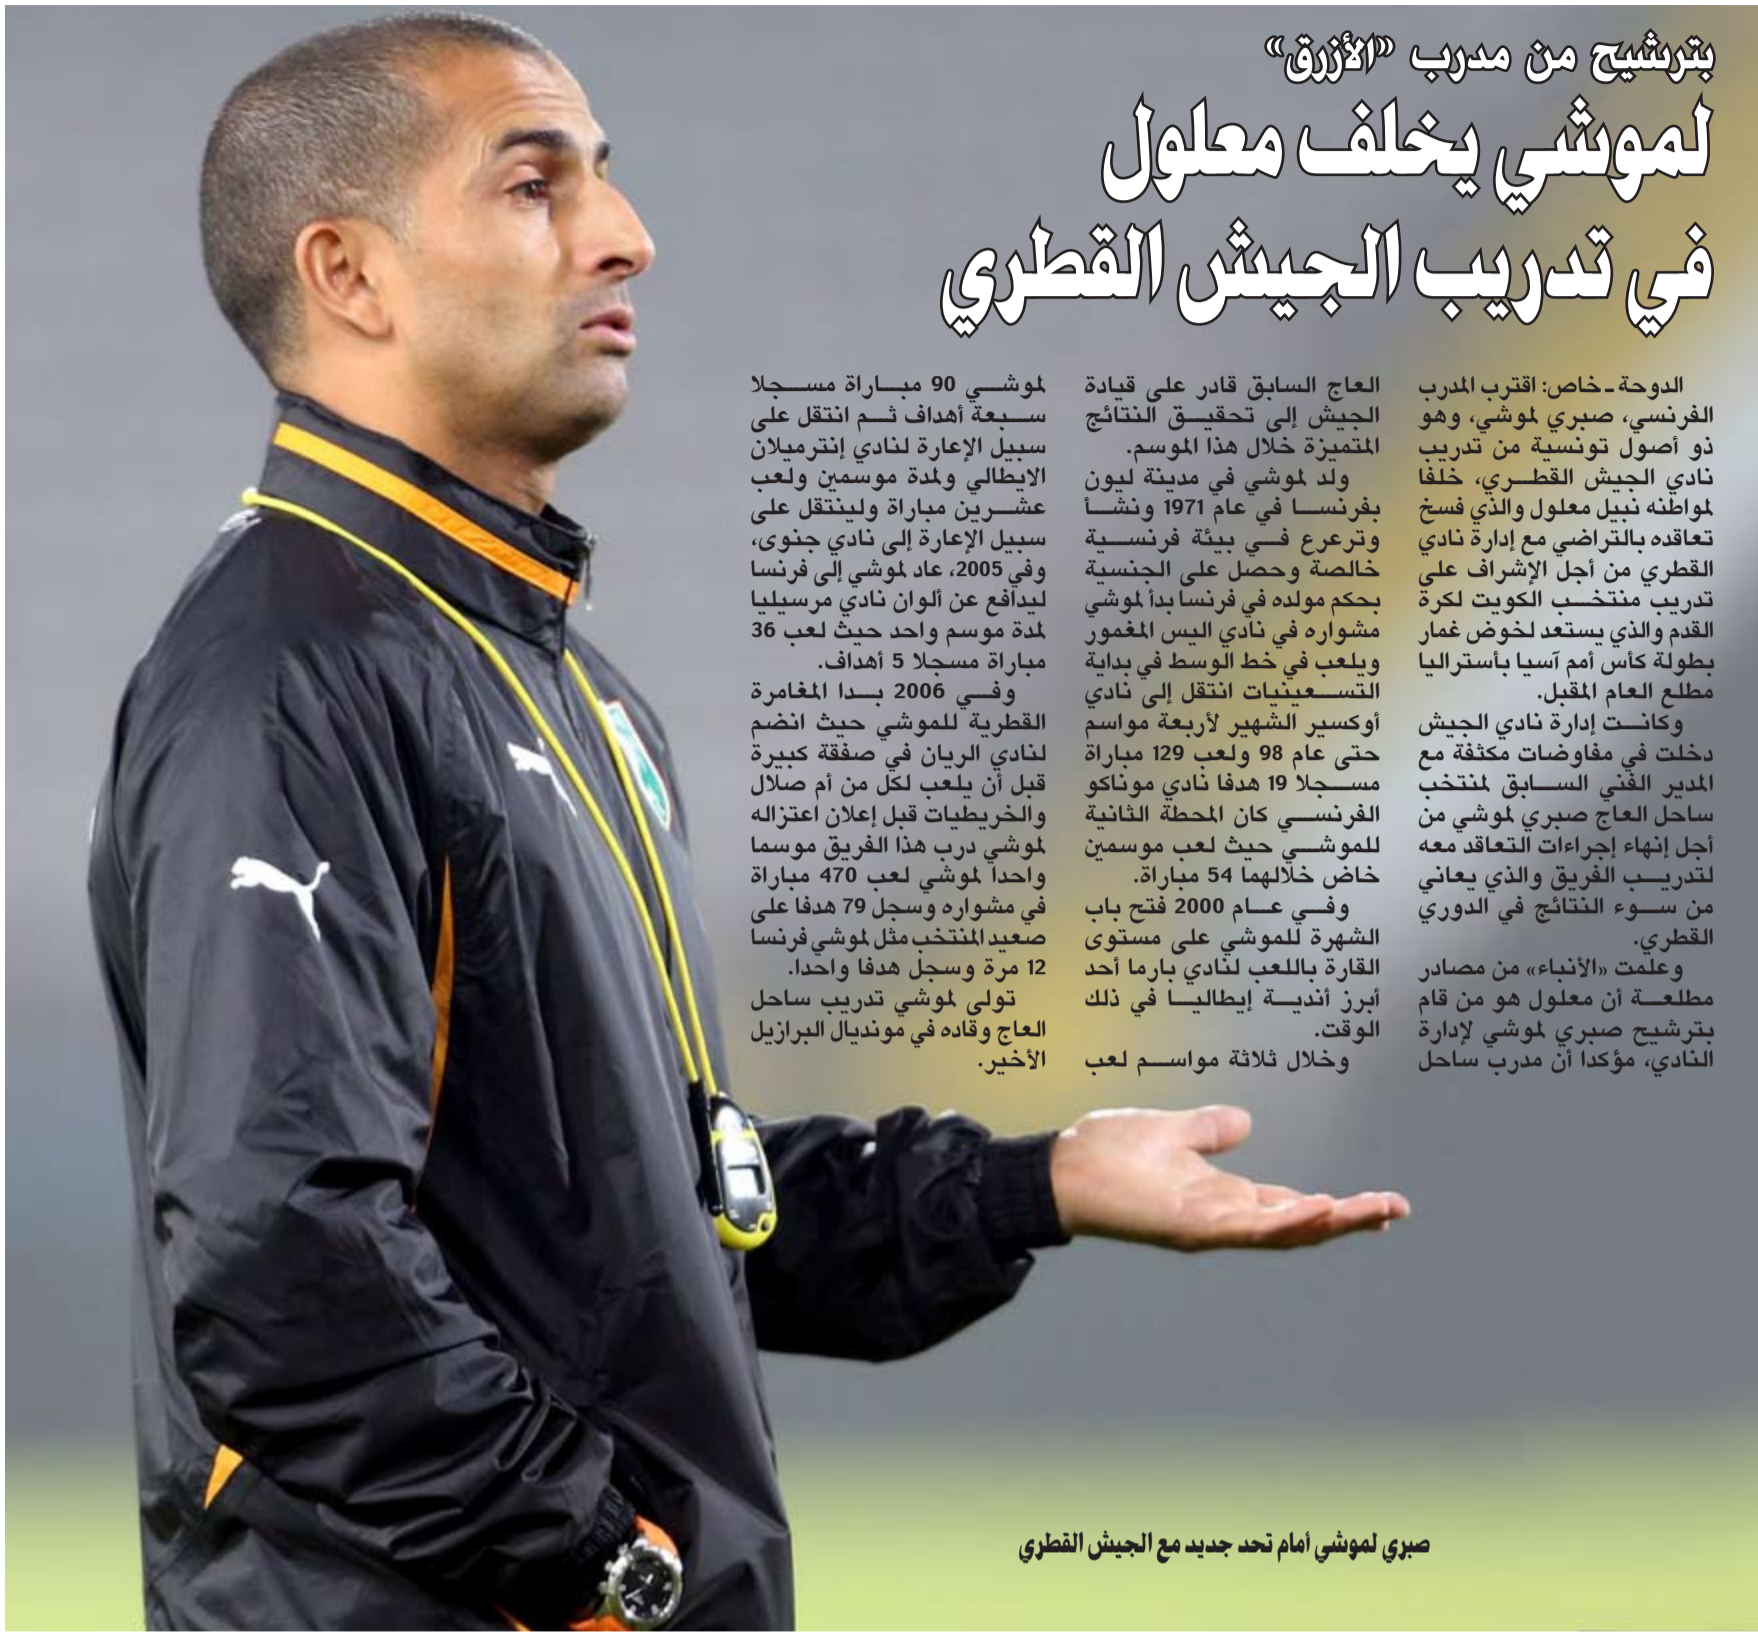 بترشيح من مدرب «الأزرق»
لموشي يخلف معلول
في تدريب الجيش القطري
الدوحة ـ خاص: اقترب المدرب
الفرنسي، صبري لموشي، وهو
ذو أصول تونسية من تدريب
نادي الجيش القطري، خلفا
لمواطنه نبيل معلول والذي فسخ
تعاقده بالتراضي مع إدارة نادي
القطري من أجل الإشراف على
تدريب منتخب الكويت لكرة
القدم والذي يستعد لخوض غمار
بطولة كأس أمم آسيا بأستراليا
مطلع العام المقبل.
وكانت إدارة نادي الجيش
دخلت في مفاوضات مكثفة مع
المدير الفني السابق لمنتخب
ساحل العاج صبري لموشي من
أجل إنهاء إجراءات التعاقد معه
لتدريب الفريق والذي يعاني
من سوء النتائج في الدوري
القطري.
وعلمت «الأنباء» من مصادر
مطلعة أن معلول هو من قام
بترشيح صبري لموشي لإدارة
النادي، مؤكدا أن مدرب ساحل
العاج السابق قادر على قيادة
الجيش إلى تحقيق النتائج
المتميزة خلال هذا الموسم.
ولد لموشي في مدينة ليون
بفرنسا في عام 1971 ونشأ
وترعرع في بيئة فرنسية
خالصة وحصل على الجنسية
بحكم مولده في فرنسا بدأ لموشي
مشواره في نادي اليس المغمور
ويلعب في خط الوسط في بداية
التسعينيات انتقل إلى نادي
أوكسير الشهير لأربعة مواسم
حتى عام 98 ولعب 129 مباراة
مسجلا 19 هدفا نادي موناكو
الفرنسي كان المحطة الثانية
للموشي حيث لعب موسمين
خاض خلالهما 54 مباراة.
وفي عام 2000 فتح باب
الشهرة للموشي على مستوى
القارة باللعب لنادي بارما أحد
أبرز أندية إيطاليا في ذلك
الوقت.
وخلال ثلاثة مواسم لعب
لموشي 90 مباراة مسجلا
سبعة أهداف ثم انتقل على
سبيل الإعارة لنادي إنترميلان
الايطالي ولمدة موسمين ولعب
عشرين مباراة ولينتقل على
سبيل الإعارة إلى نادي جنوى،
وفي 2005، عاد لموشي إلى فرنسا
ليدافع عن ألوان نادي مرسيليا
لمدة موسم واحد حيث لعب 36
مباراة مسجلا 5 أهداف.
وفي 2006 بدا المغامرة
القطرية للموشي حيث انضم
لنادي الريان في صفقة كبيرة
قبل أن يلعب لكل من أم صلال
والخريطيات قبل إعلان اعتزاله
لموشي درب هذا الفريق موسما
واحدا لموشي لعب 470 مباراة
في مشواره وسجل 79 هدفا على
صعيد المنتخب مثل لموشي فرنسا
12 مرة وسجل هدفا واحدا.
تولى لموشي تدريب ساحل
العاج وقاده في مونديال البرازيل
الأخير.
صبري لموشي أمام تحد جديد مع الجيش القطري